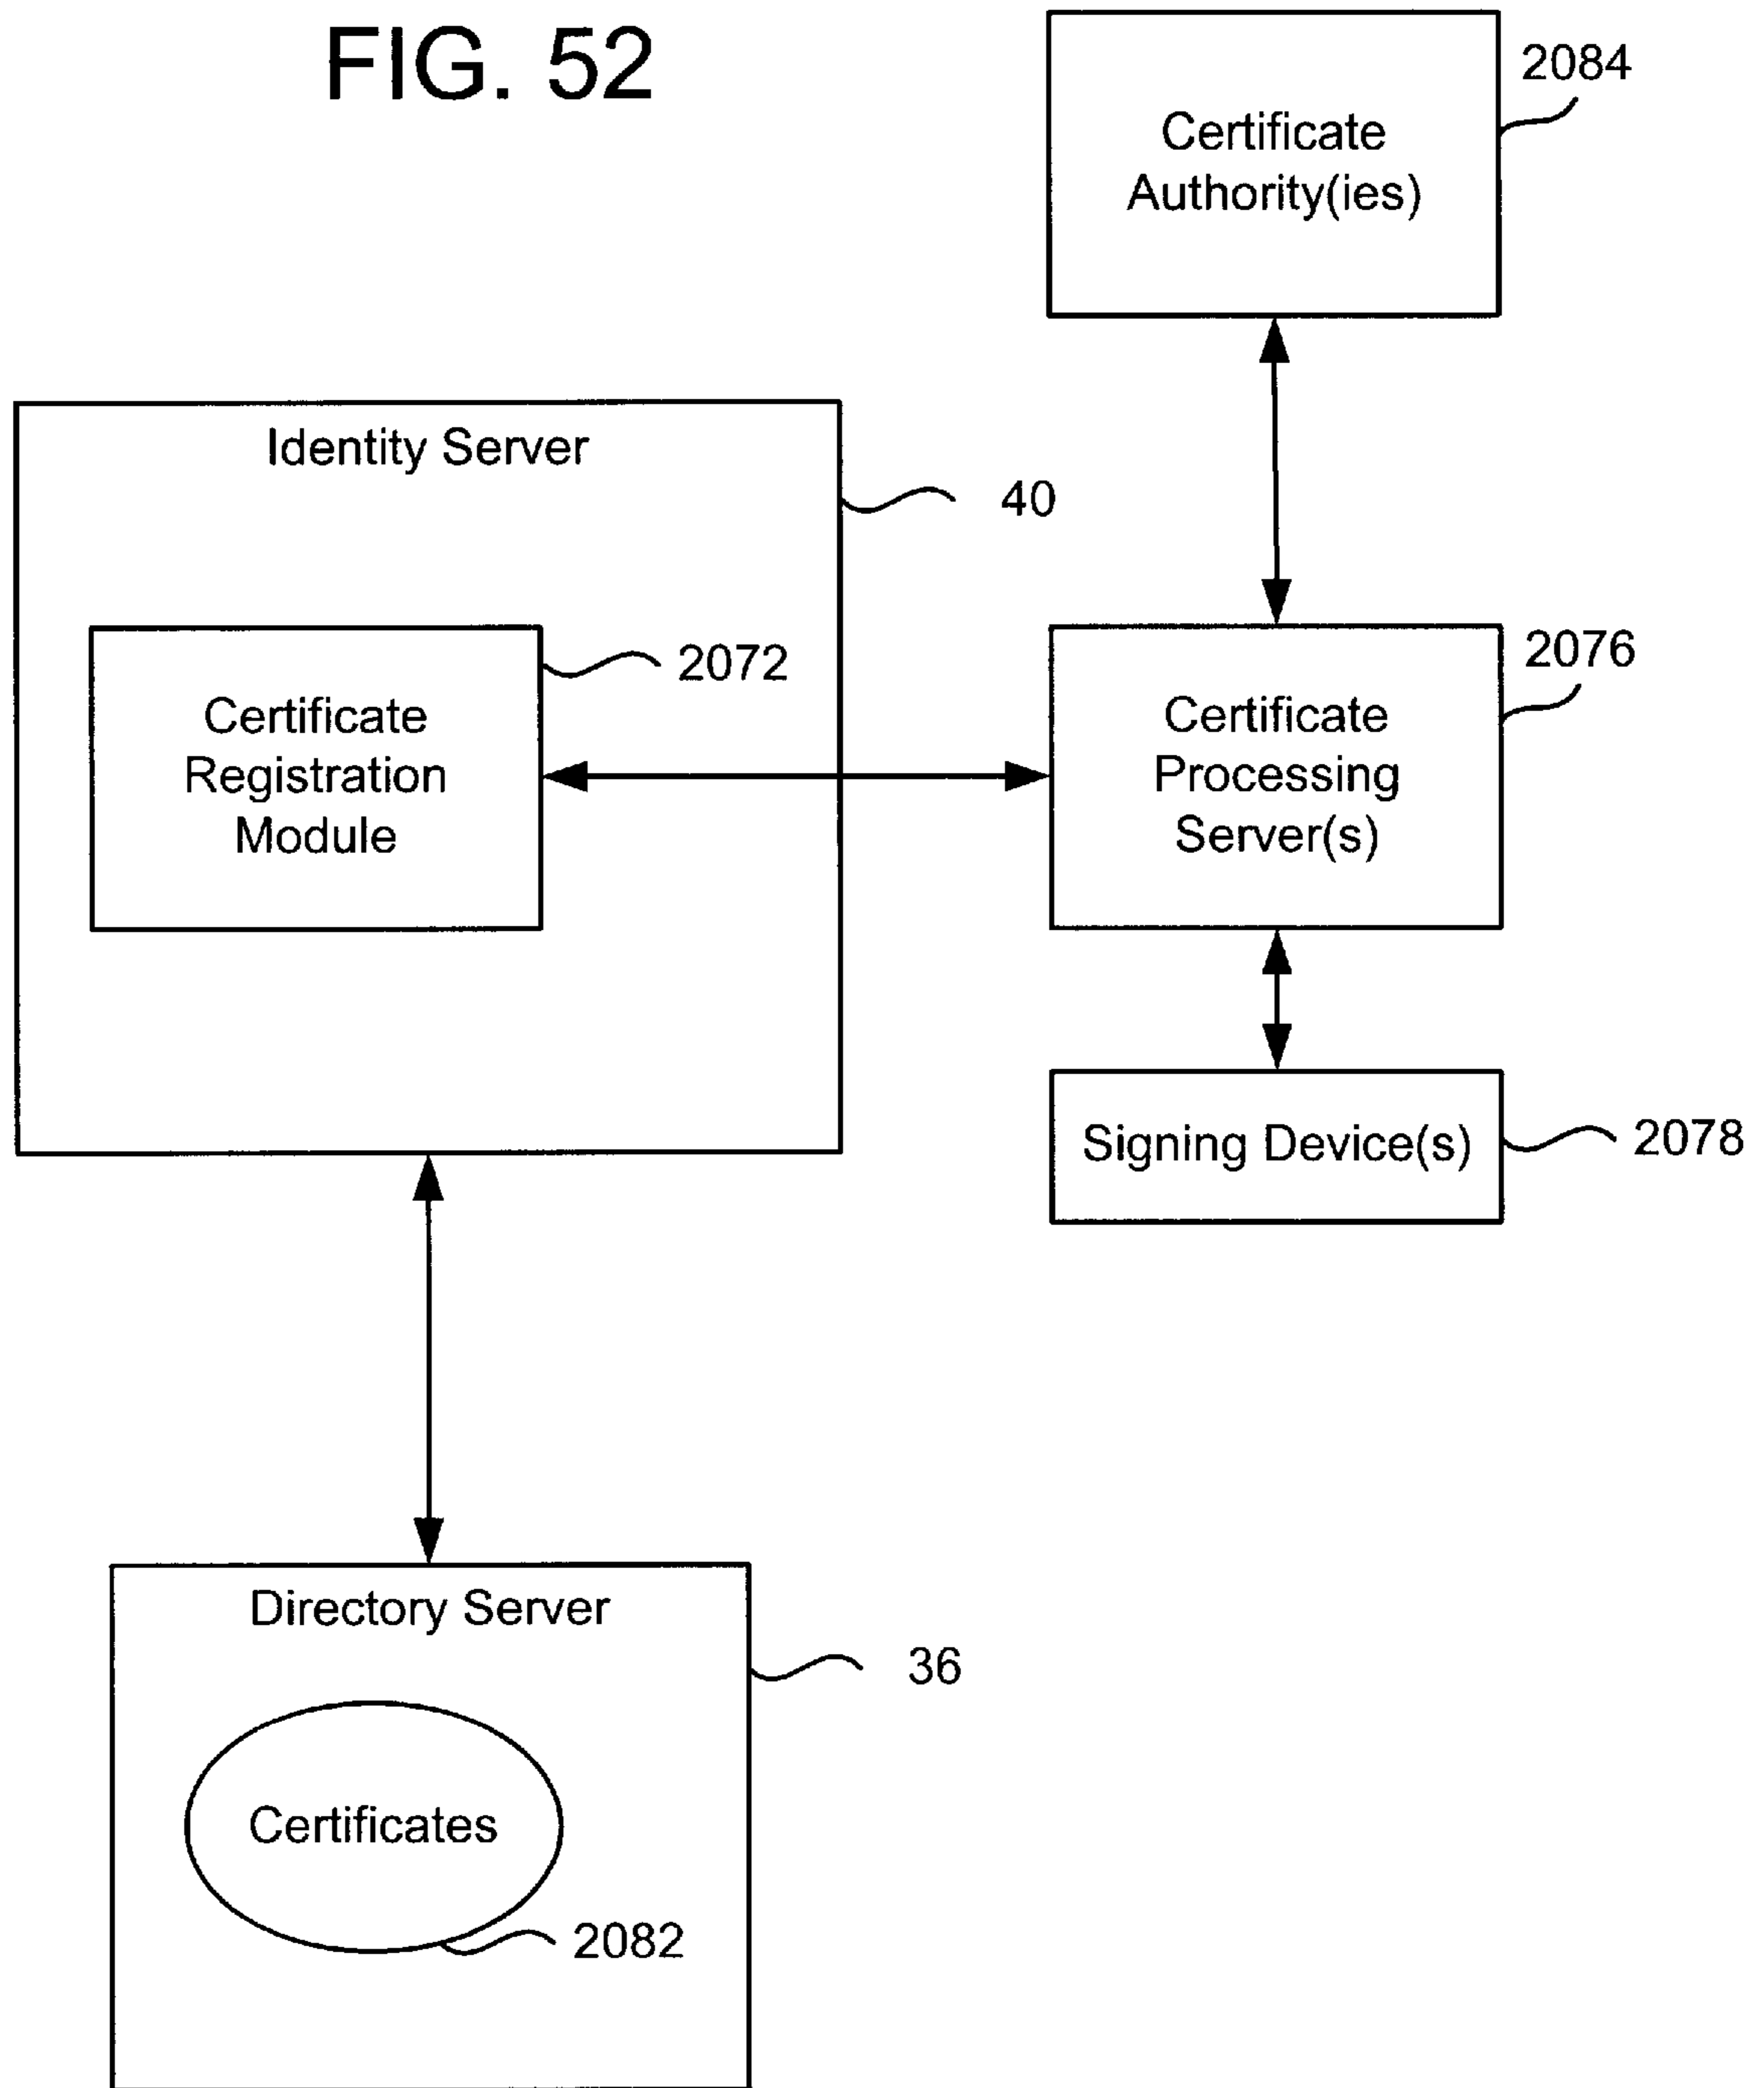 FIG. 52
2084
Certificate
Authority(ies)
Identity Server
40
2072
Certificate
Registration
Module
2076
Certificate
Processing
Server(s)
Signing Device(s)
2078
Directory Server
36
Certificates
2082